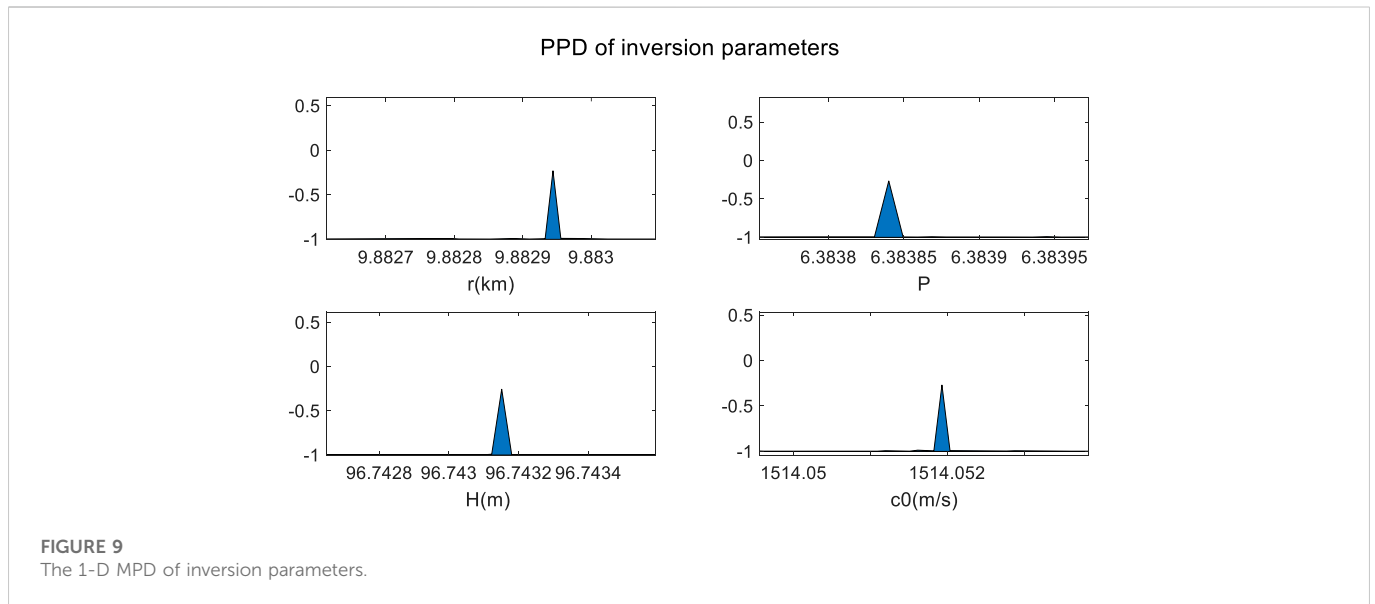 PPD of inversion parameters
0.5
0
-0.5
-1
9.8827 9.8828 9.8829 9.883
r(km)
0.5
0
-0.5
-1
6.3838 6.38385 6.3839 6.38395
P
0.5
0
-0.5
-1
96.7428 96.743 96.7432 96.7434
H(m)
0.5
0
-0.5
-1
1514.05 1514.052
c0(m/s)
FIGURE 9
The 1-D MPD of inversion parameters.